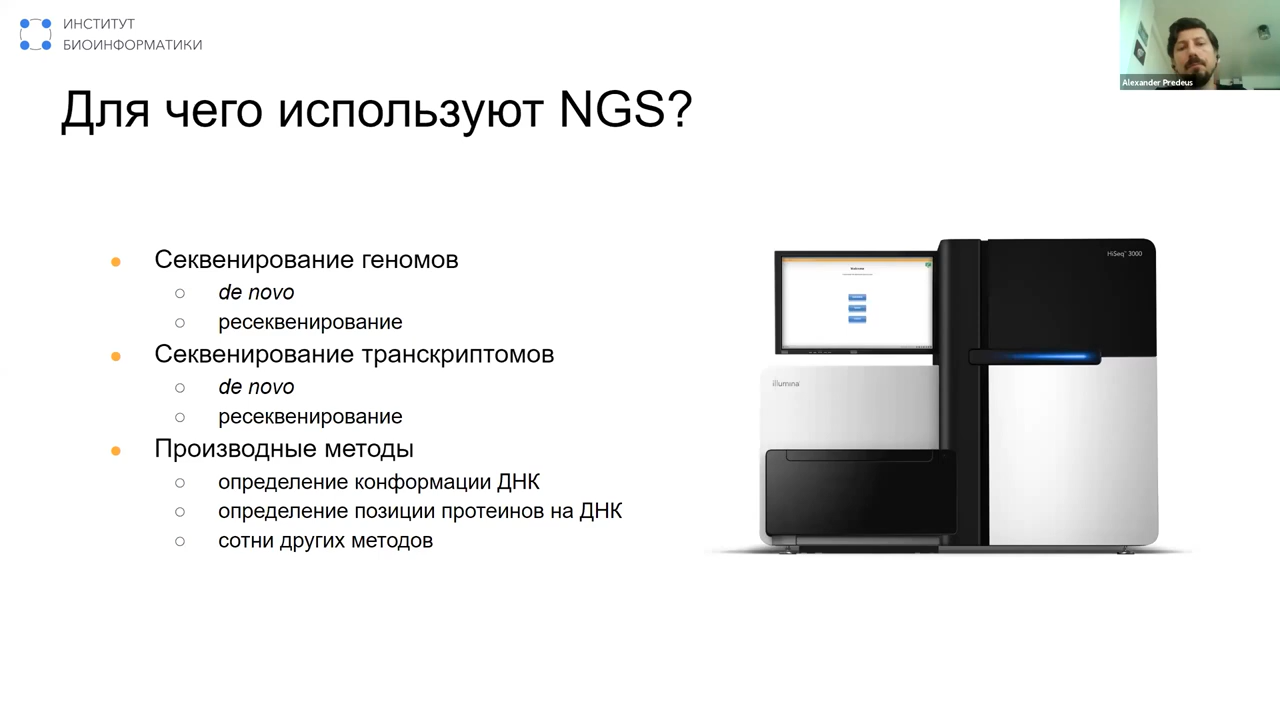 ИНСТИТУТ
БИОИНФОРМАТИКИ
Alexander Predeus
Для чего используют NGS?
● Секвенирование геномов
○ de novo
○ ресеквенирование
● Секвенирование транскриптомов
○ de novo
○ ресеквенирование
● Производные методы
○ определение конформации ДНК
○ определение позиции протеинов на ДНК
○ сотни других методов
HiSeq™ 3000
illumina